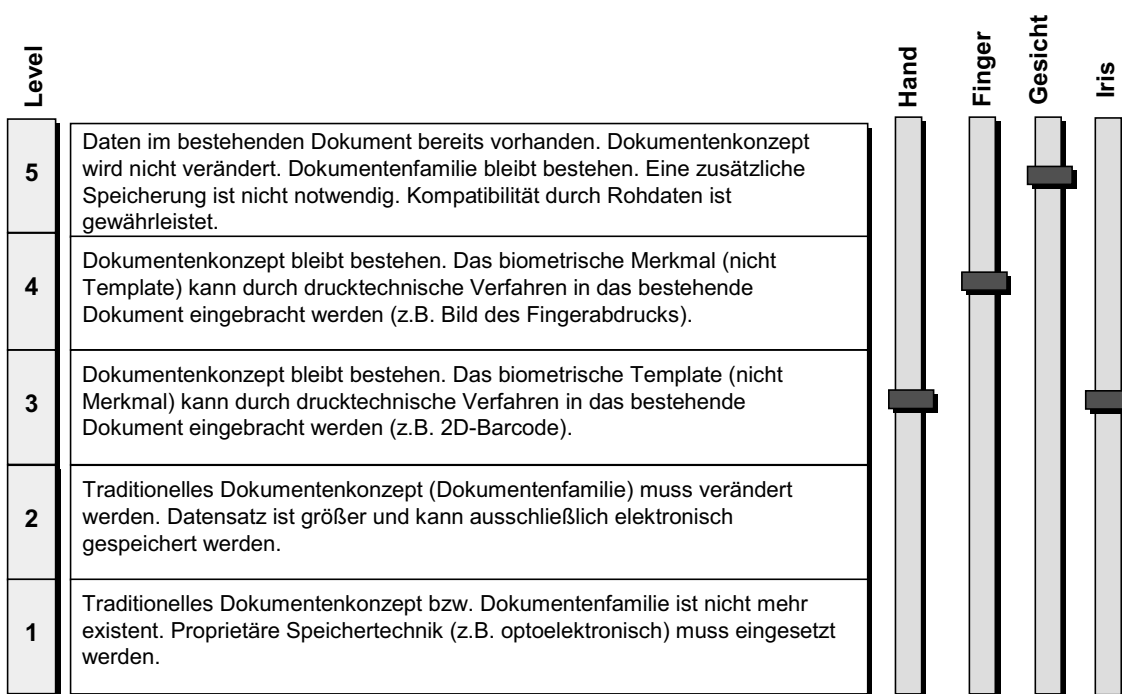 Level
Hand
Finger
Gesicht
Iris
5
Daten im bestehenden Dokument bereits vorhanden. Dokumentenkonzept
wird nicht verändert. Dokumentenfamilie bleibt bestehen. Eine zusätzliche
Speicherung ist nicht notwendig. Kompatibilität durch Rohdaten ist
gewährleistet.
4
Dokumentenkonzept bleibt bestehen. Das biometrische Merkmal (nicht
Template) kann durch drucktechnische Verfahren in das bestehende
Dokument eingebracht werden (z.B. Bild des Fingerabdrucks).
3
Dokumentenkonzept bleibt bestehen. Das biometrische Template (nicht
Merkmal) kann durch drucktechnische Verfahren in das bestehende
Dokument eingebracht werden (z.B. 2D-Barcode).
2
Traditionelles Dokumentenkonzept (Dokumentenfamilie) muss verändert
werden. Datensatz ist größer und kann ausschließlich elektronisch
gespeichert werden.
1
Traditionelles Dokumentenkonzept bzw. Dokumentenfamilie ist nicht mehr
existent. Proprietäre Speichertechnik (z.B. optoelektronisch) muss eingesetzt
werden.